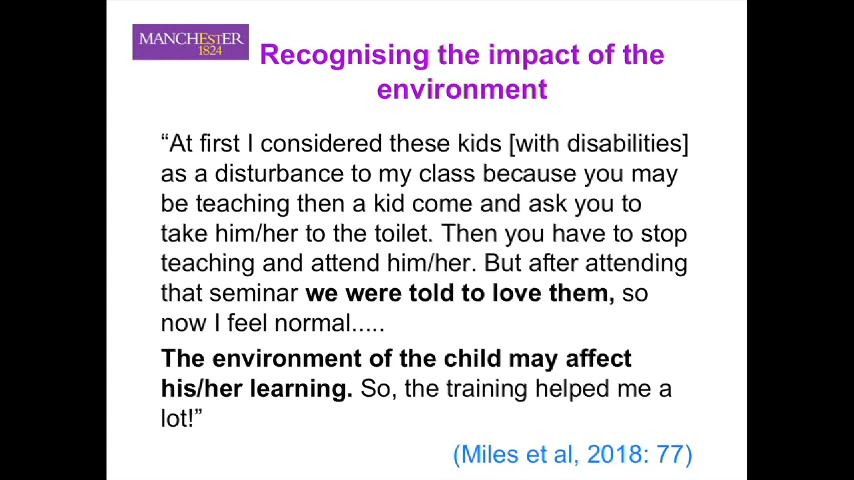 MANCHESTER
1824
Recognising the impact of the
environment
“At first I considered these kids [with disabilities]
as a disturbance to my class because you may
be teaching then a kid come and ask you to
take him/her to the toilet. Then you have to stop
teaching and attend him/her. But after attending
that seminar we were told to love them, so
now I feel normal.....
The environment of the child may affect
his/her learning. So, the training helped me a
lot!”
(Miles et al, 2018: 77)